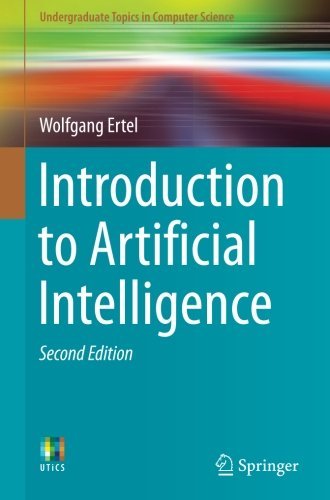 Undergraduate Topics in Computer Science
Wolfgang Ertel
Introduction
to Artificial
Intelligence
Second Edition
UTiCS
Springer